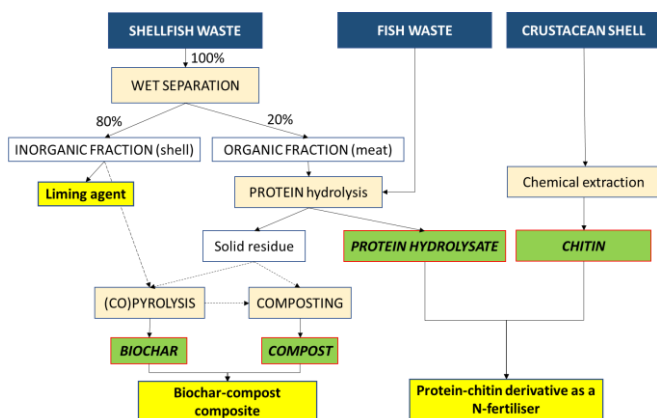 SHELLFISH WASTE
FISH WASTE
CRUSTACEAN SHELL
100%
WET SEPARATION
80%
20%
INORGANIC FRACTION (shell)
ORGANIC FRACTION (meat)
Liming agent
PROTEIN hydrolysis
Chemical extraction
Solid residue
PROTEIN HYDROLYSATE
CHITIN
(CO)PYROLYSIS
COMPOSTING
BIOCHAR
COMPOST
Biochar-compost
composite
Protein-chitin derivative as a
N-fertiliser